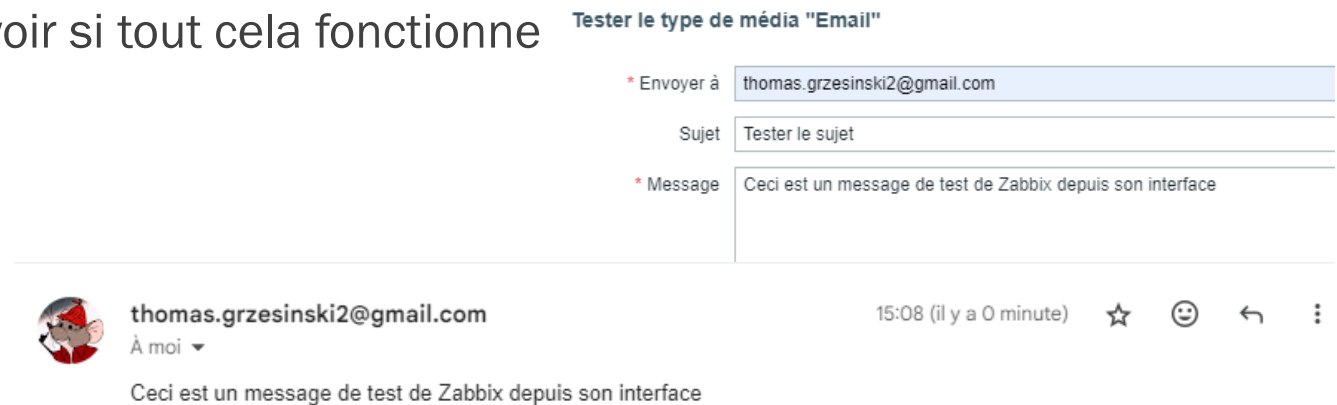 voir si tout cela fonctionne
Tester le type de média "Email"
* Envoyer à thomas.grzesinski2@gmail.com
Sujet Tester le sujet
* Message Ceci est un message de test de Zabbix depuis son interface
thomas.grzesinski2@gmail.com 15:08 (il y a 0 minute)
À moi
Ceci est un message de test de Zabbix depuis son interface